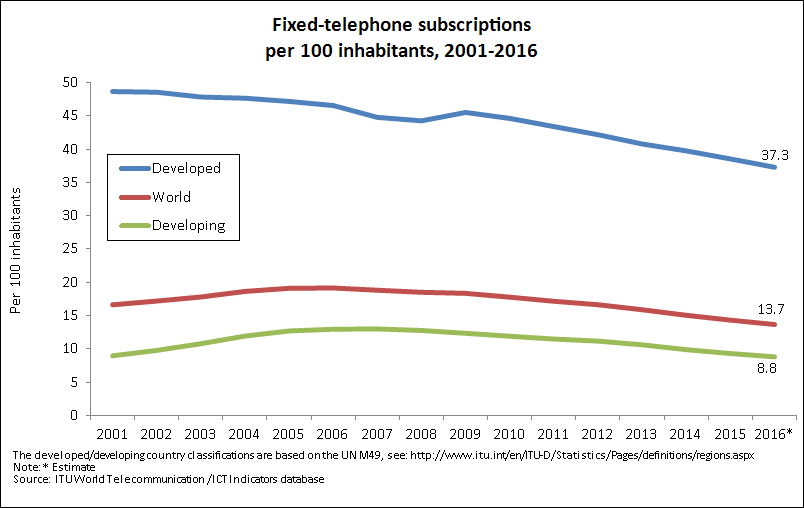 Fixed-telephone subscriptions
per 100 inhabitants, 2001-2016
Per 100 inhabitants
50
45
40
35
30
25
20
15
10
5
0
Developed
World
Developing
37.3
13.7
8.8
2001 2002 2003 2004 2005 2006 2007 2008 2009 2010 2011 2012 2013 2014 2015 2016*
The developed/developing country classifications are based on the UN M49, see: http://www.itu.int/en/ITU-D/Statistics/Pages/definitions/regions.aspx
Note: * Estimate
Source: ITU World Telecommunication /ICT Indicators database